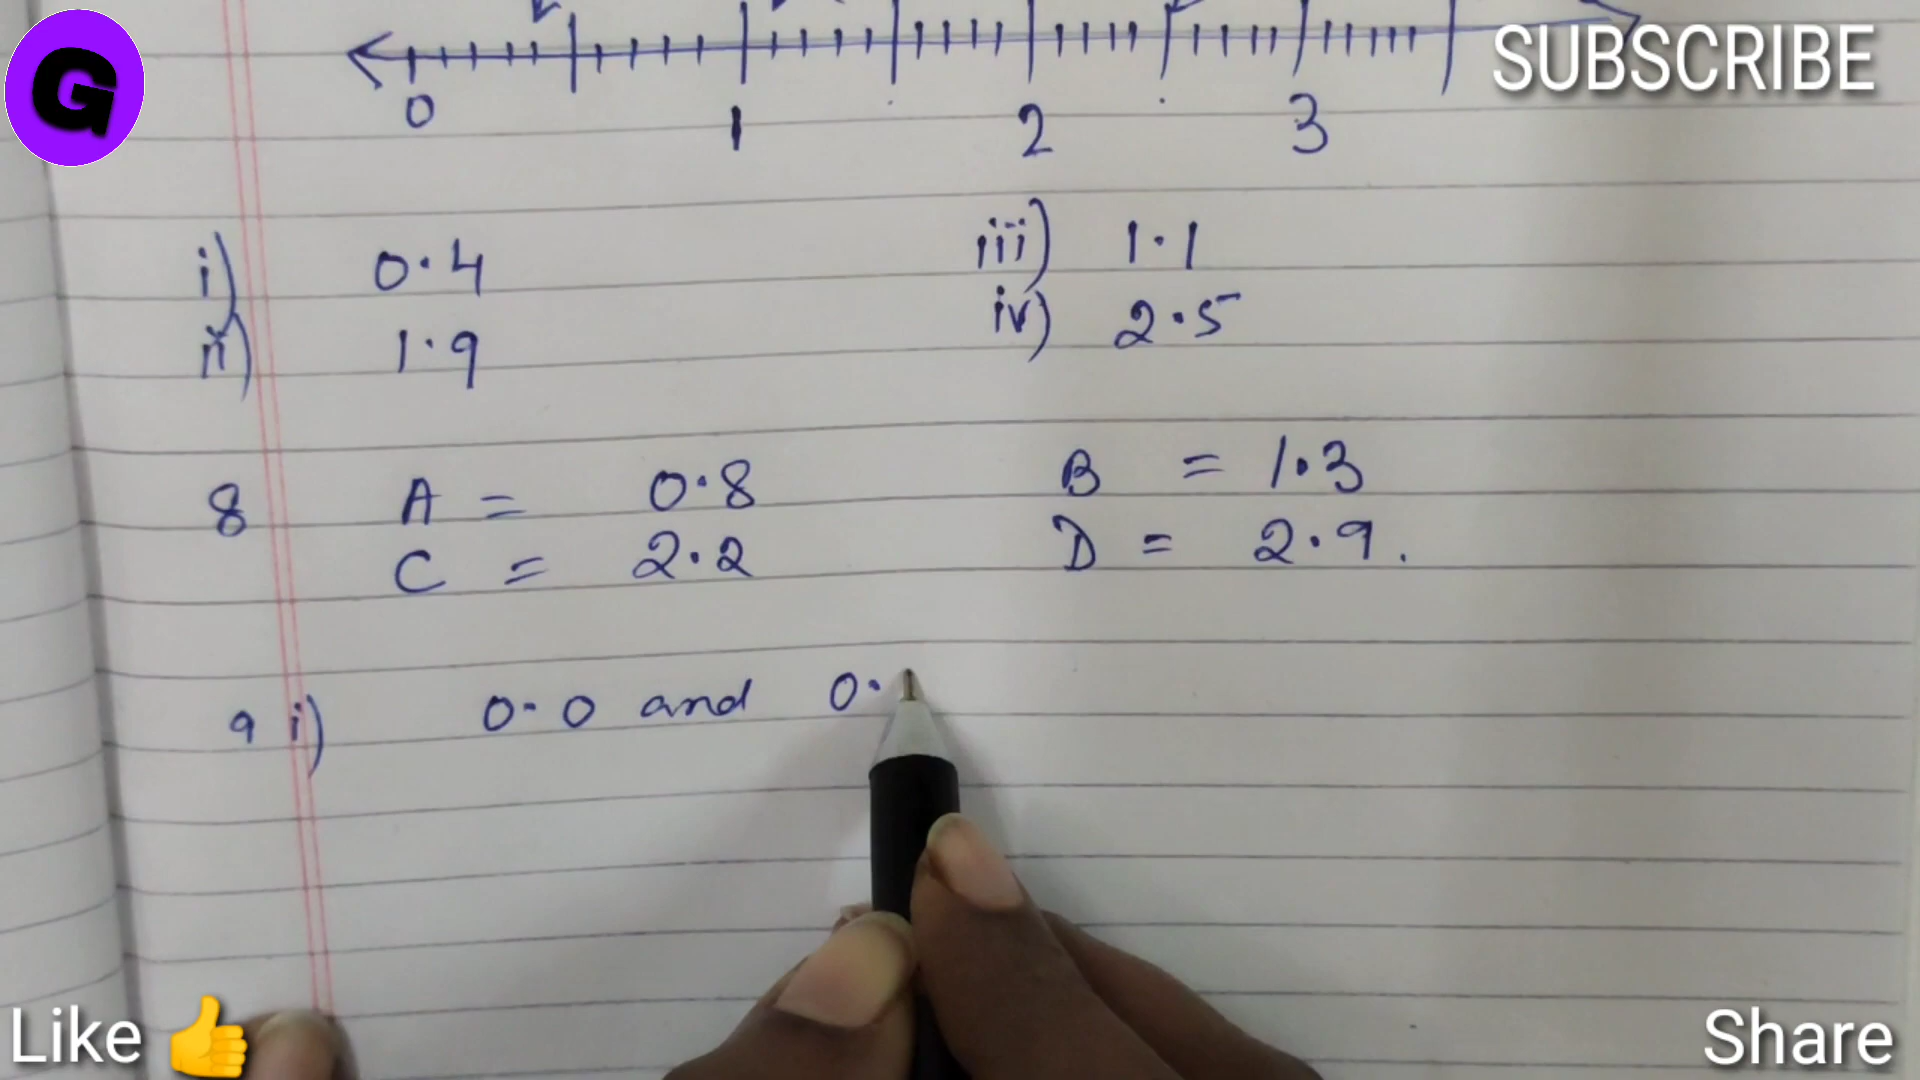 G
SUBSCRIBE
0 1 2 3
i) 0.4 iii) 1.1
ii) 1.9 iv) 2.5
8 A = 0.8 B = 1.3
C = 2.2 D = 2.9.
9 i) 0.0 and 0.
Like 👍 Share